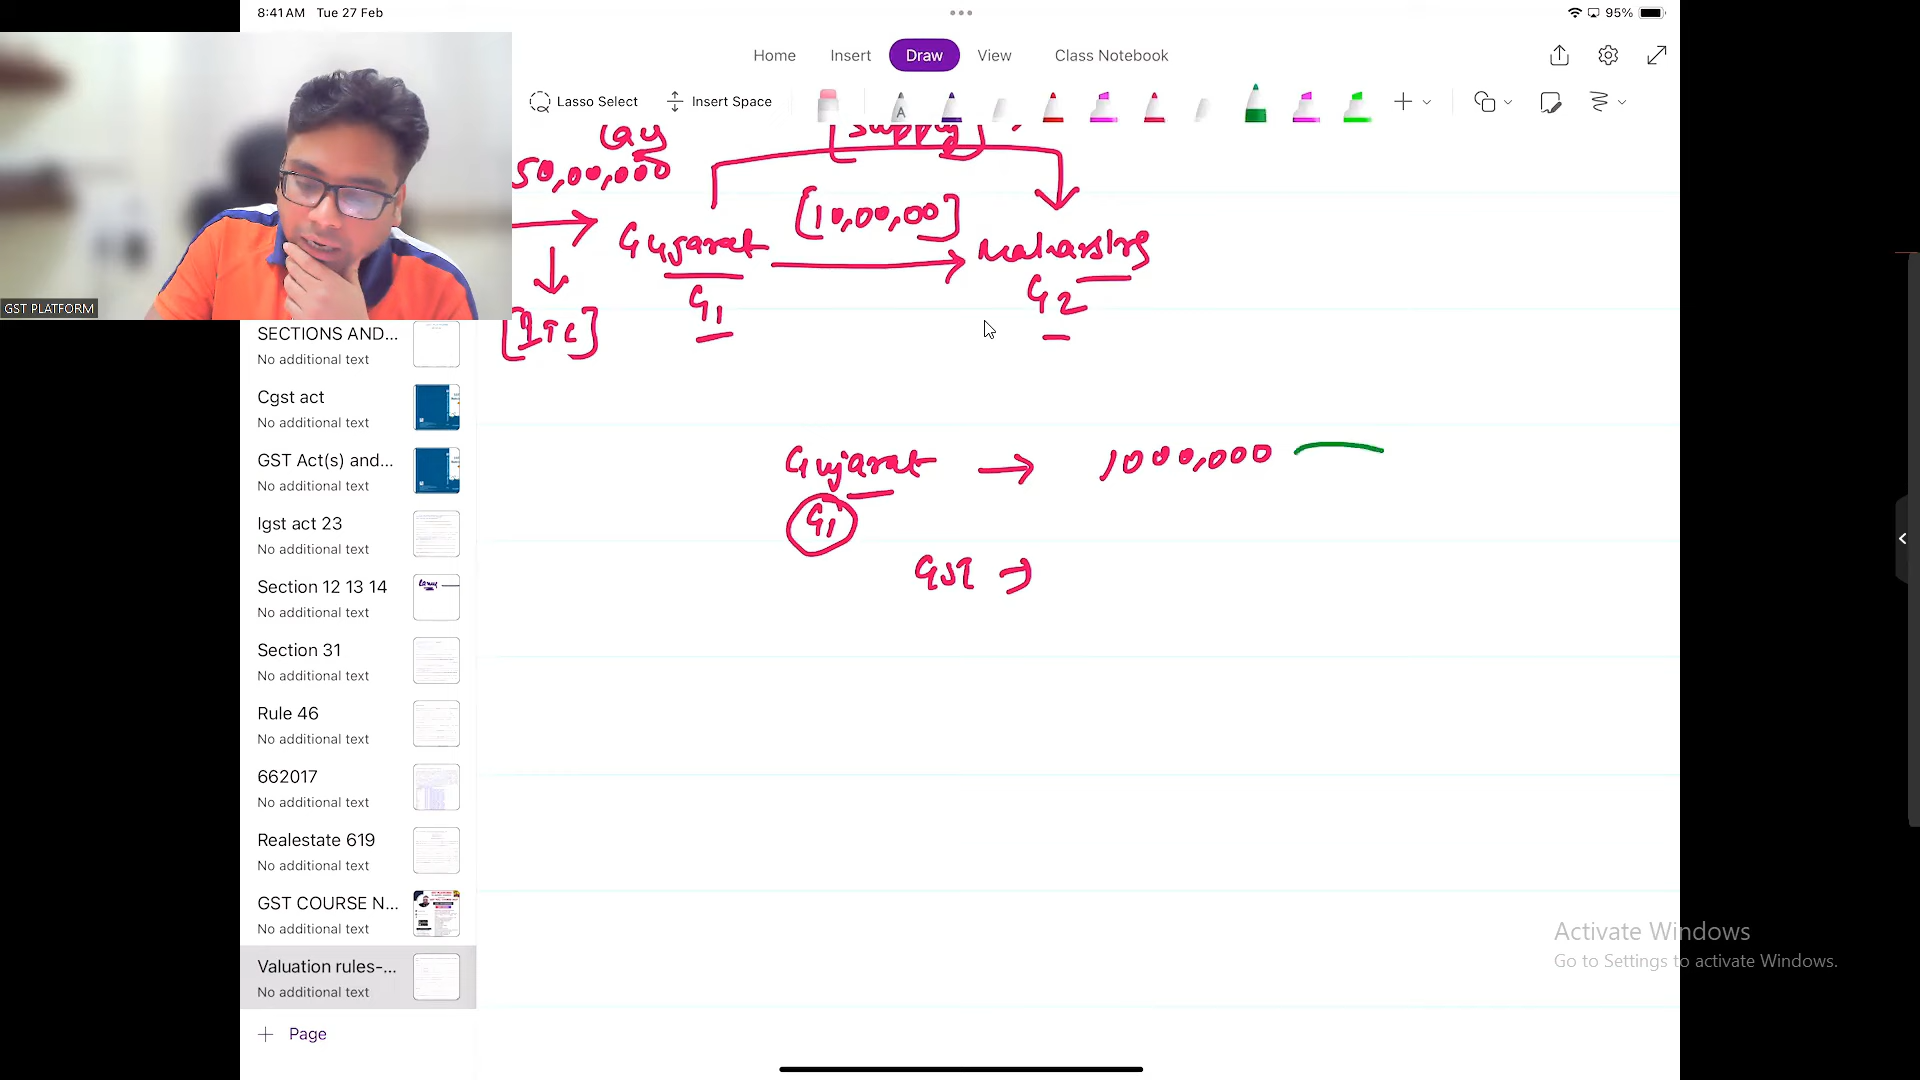 8:41 AM Tue 27 Feb
95%
Home Insert Draw View Class Notebook
Lasso Select Insert Space
A
[supply]
50,00,000
[10,00,00]
Gujarat
G1
G2
[ITC]
GST PLATFORM
SECTIONS AND...
No additional text
Cgst act
No additional text
GST Act(s) and...
No additional text
Igst act 23
No additional text
Section 12 13 14
No additional text
Section 31
No additional text
Rule 46
No additional text
662017
No additional text
Realestate 619
No additional text
GST COURSE N...
No additional text
Valuation rules-...
No additional text
Page
Gujarat → 1000,000
G1
GST →
Activate Windows
Go to Settings to activate Windows.